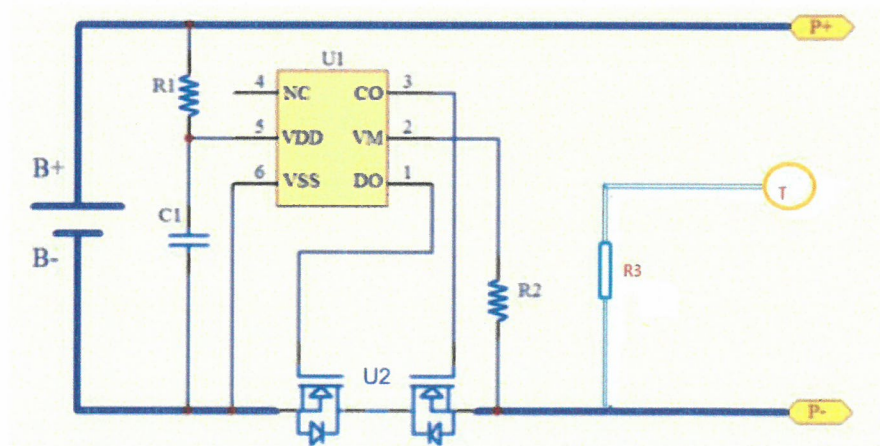 P+
U1
R1
4
NC
CO
3
5
VDD
VM
2
6
VSS
DO
1
B+
B-
C1
T
R3
R2
U2
P-